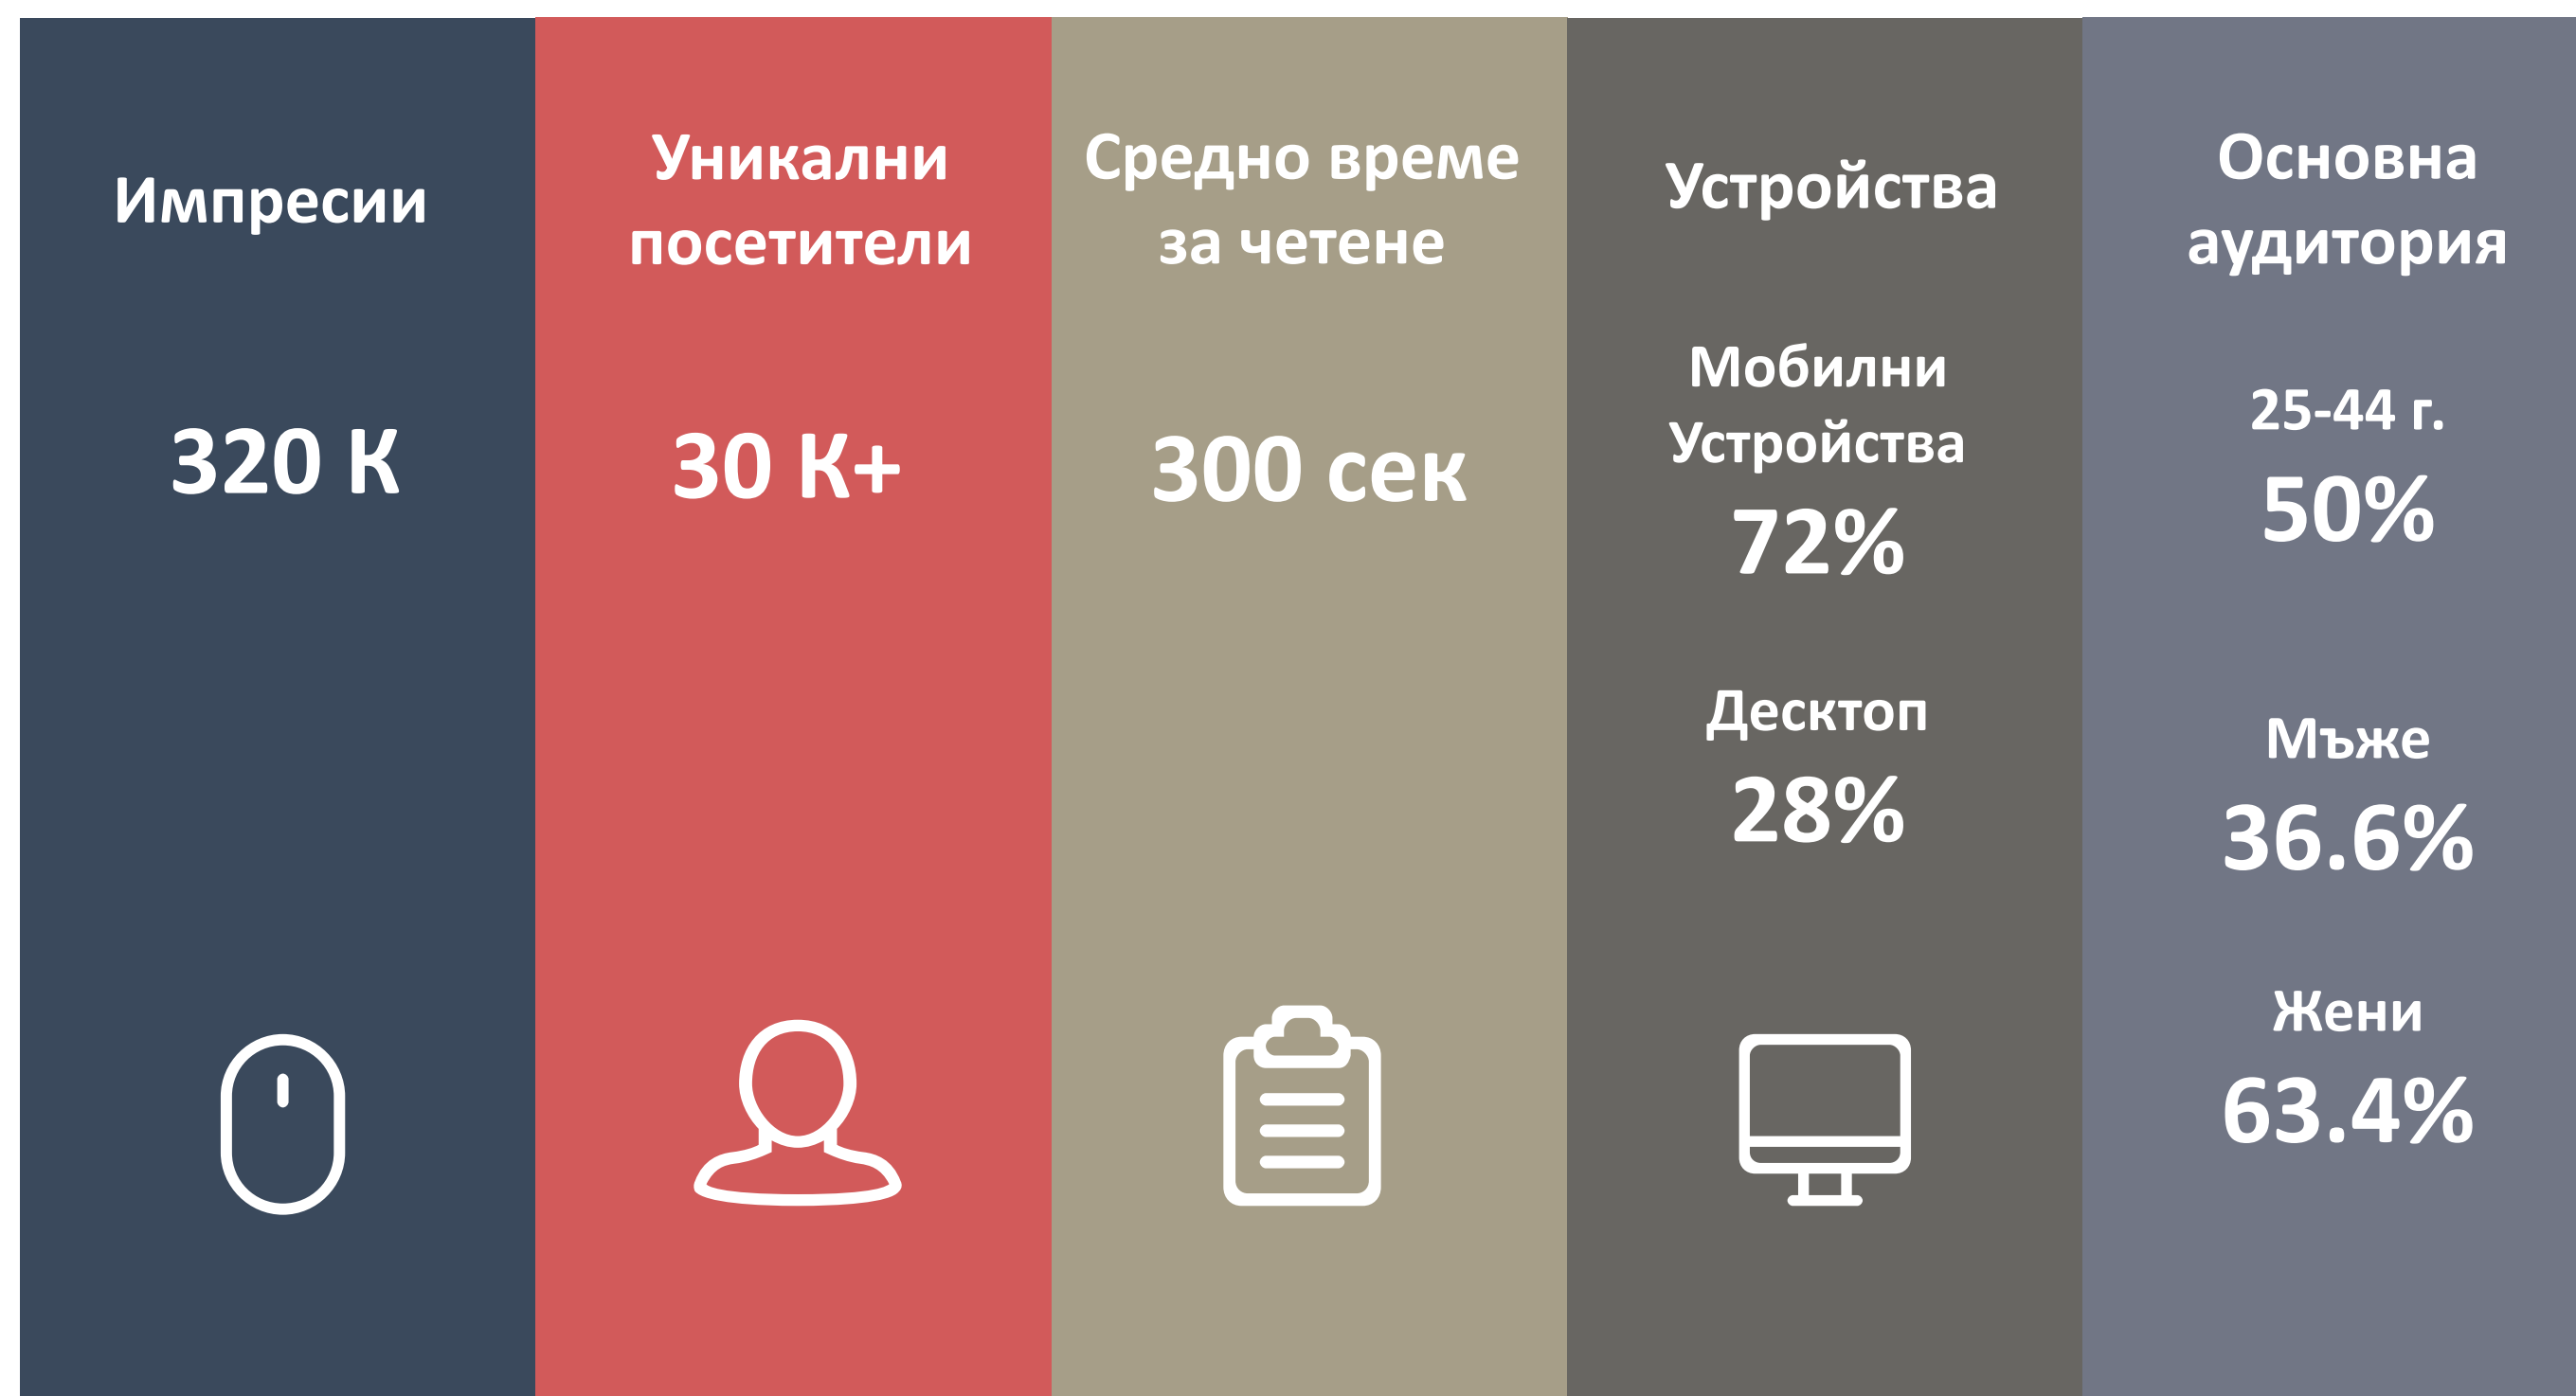 Импресии
320 К
Уникални
посетители
30 К+
Средно време
за четене
300 сек
Устройства
Мобилни
Устройства
72%
Десктоп
28%
Основна
аудитория
25-44 г.
50%
Мъже
36.6%
Жени
63.4%